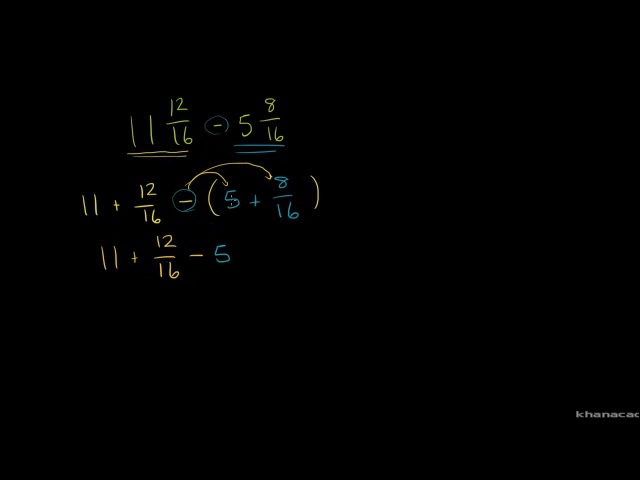 11 12/16 - 5 8/16
11 + 12/16 - (5 + 8/16)
11 + 12/16 - 5
khanacad